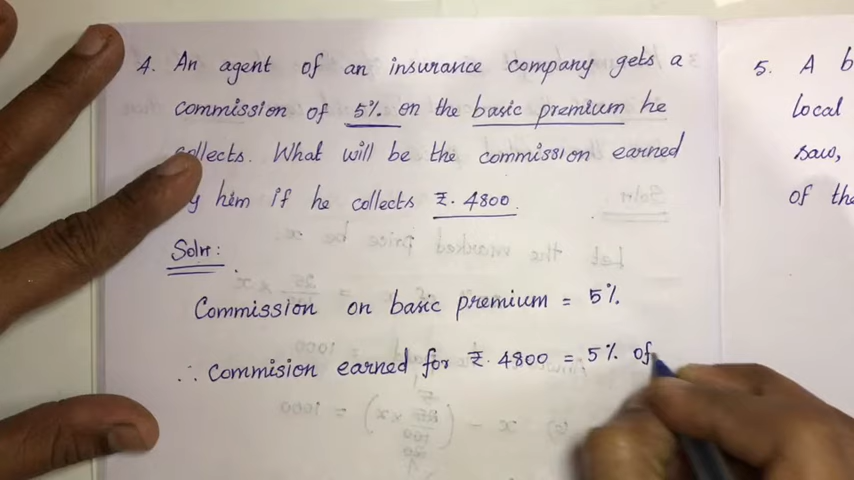 4. An agent of an insurance company gets a
commission of 5% on the basic premium he
collects. What will be the commission earned
him if he collects ₹. 4800
Soln:
Commission on basic premium = 5%
∴ Commision earned for ₹. 4800 = 5% of
5. A b
local
saw,
of the